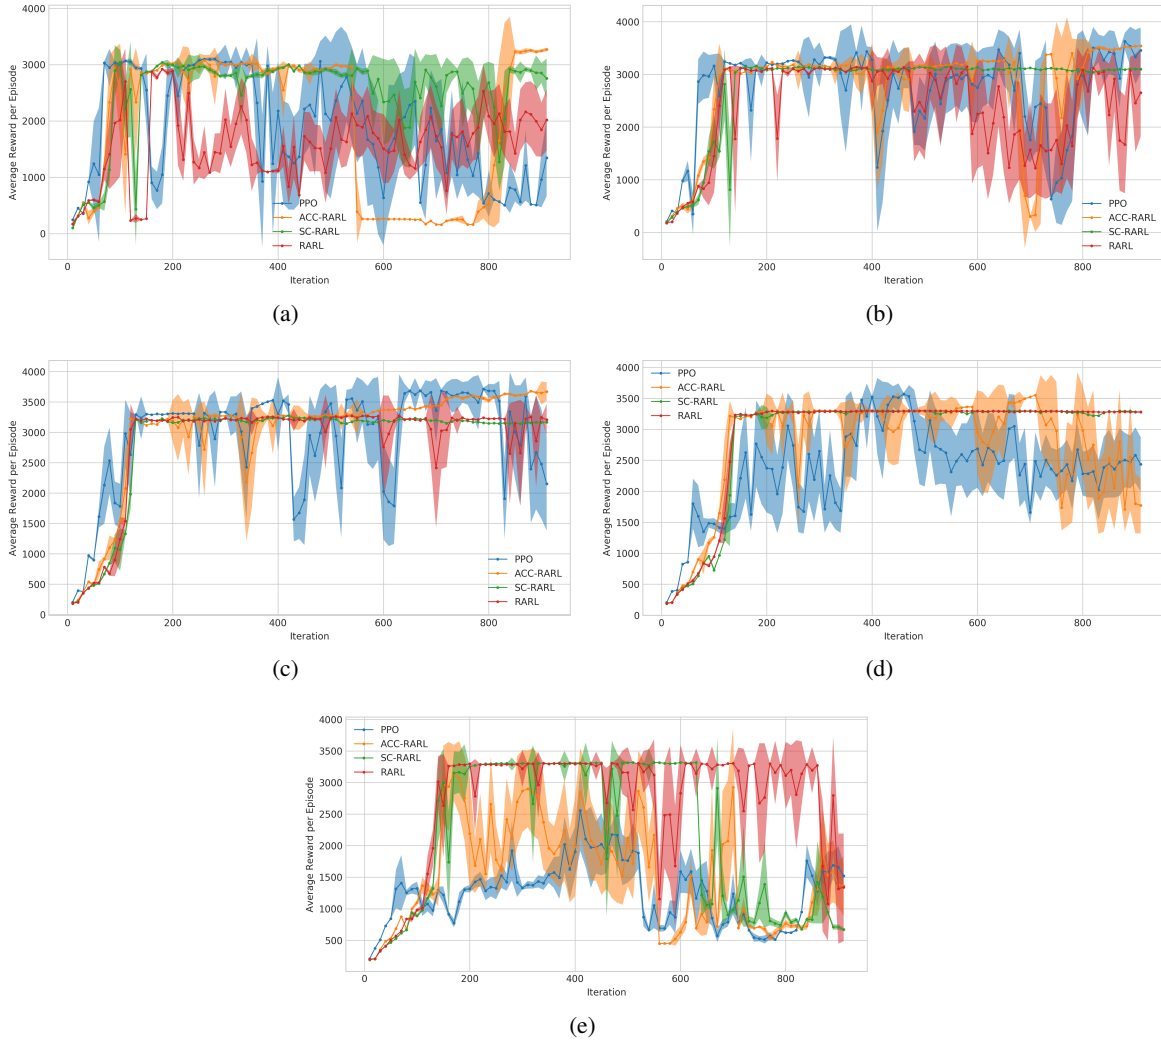 4000
3000
2000
1000
0
Average Reward per Episode
0
200
400
600
800
Iteration
PPO
ACC-RARL
SC-RARL
RARL
(a)
4000
3000
2000
1000
0
Average Reward per Episode
0
200
400
600
800
Iteration
PPO
ACC-RARL
SC-RARL
RARL
(b)
4000
3500
3000
2500
2000
1500
1000
500
0
Average Reward per Episode
0
200
400
600
800
Iteration
PPO
ACC-RARL
SC-RARL
RARL
(c)
4000
3500
3000
2500
2000
1500
1000
500
0
Average Reward per Episode
PPO
ACC-RARL
SC-RARL
RARL
0
200
400
600
800
Iteration
(d)
4000
3500
3000
2500
2000
1500
1000
500
Average Reward per Episode
PPO
ACC-RARL
SC-RARL
RARL
0
200
400
600
800
Iteration
(e)